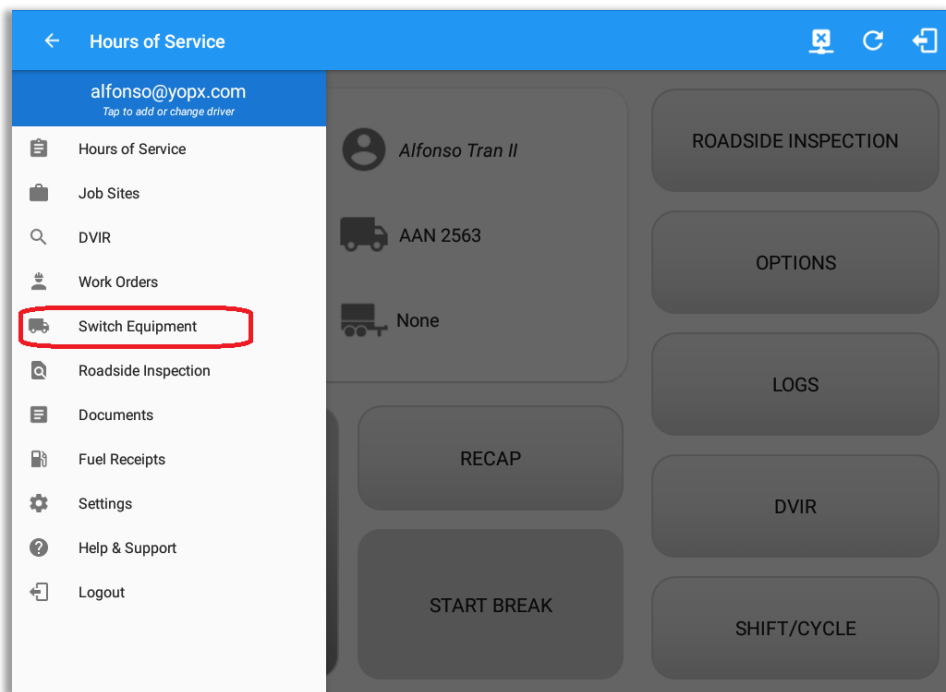 Hours of Service
alfonso@yopx.com
Tap to add or change driver
Hours of Service
Job Sites
DVIR
Work Orders
Switch Equipment
Roadside Inspection
Documents
Fuel Receipts
Settings
Help & Support
Logout
Alfonso Tran II
AAN 2563
None
RECAP
START BREAK
ROADSIDE INSPECTION
OPTIONS
LOGS
DVIR
SHIFT/CYCLE